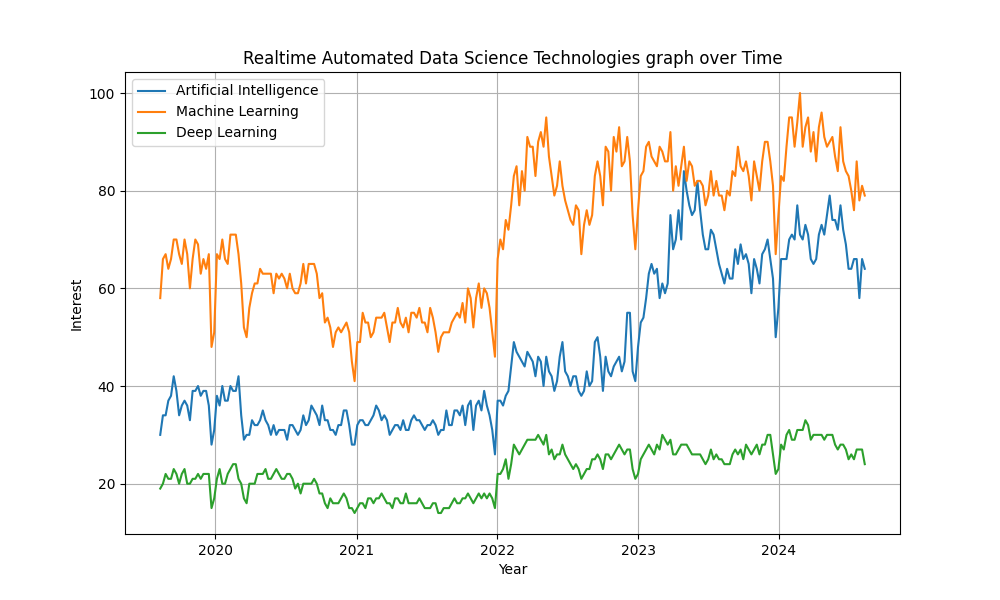 Realtime Automated Data Science Technologies graph over Time
Artificial Intelligence
Machine Learning
Deep Learning
100
80
60
40
20
Interest
2020 2021 2022 2023 2024
Year